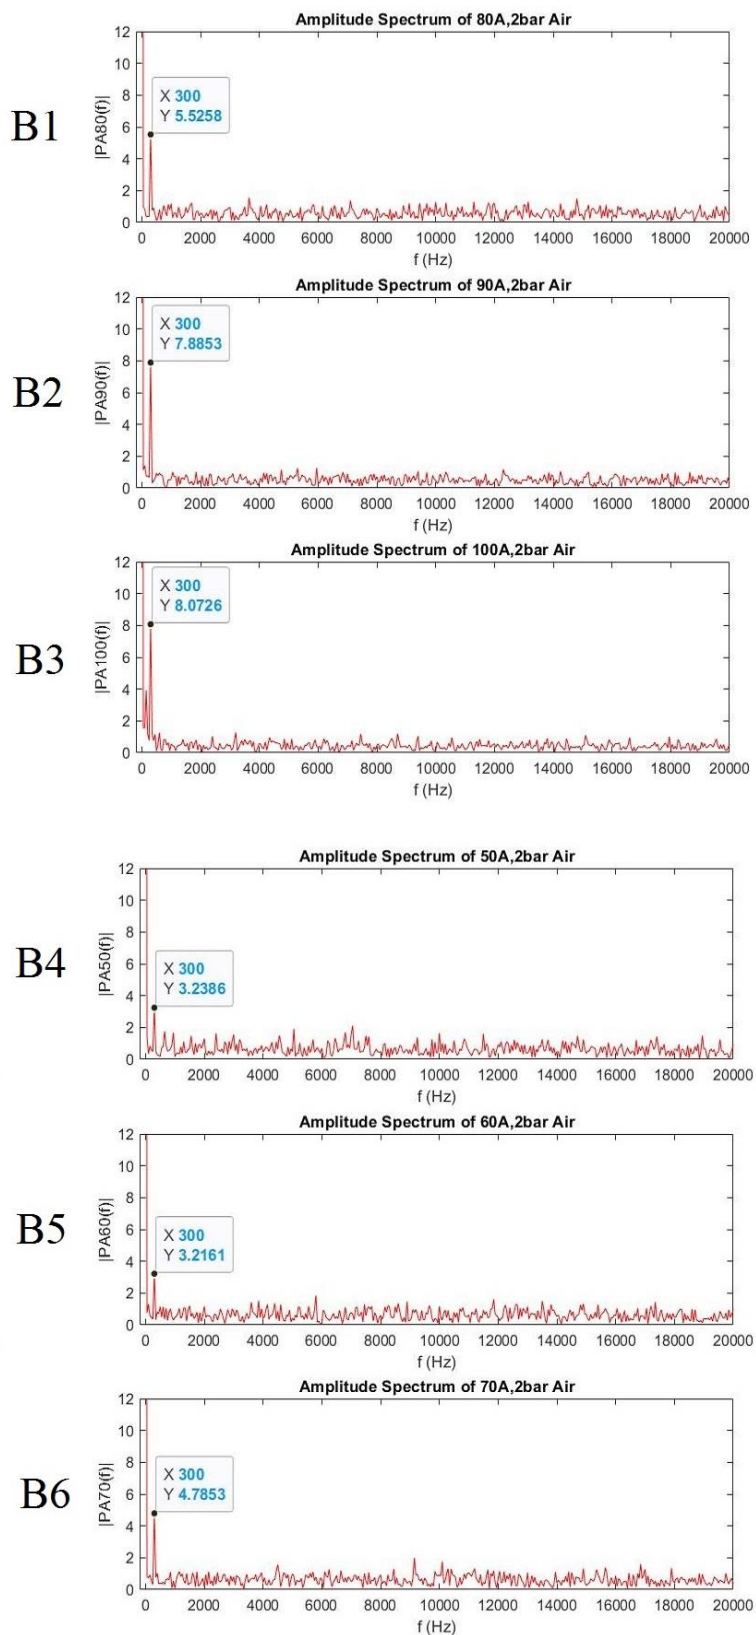 Amplitude Spectrum of 80A,2bar Air
B1
|PA80(f)|
12
10
8
6
4
2
0
X 300
Y 5.5258
0 2000 4000 6000 8000 10000 12000 14000 16000 18000 20000
f (Hz)
Amplitude Spectrum of 90A,2bar Air
B2
|PA90(f)|
12
10
8
6
4
2
0
X 300
Y 7.8853
0 2000 4000 6000 8000 10000 12000 14000 16000 18000 20000
f (Hz)
Amplitude Spectrum of 100A,2bar Air
B3
|PA100(f)|
12
10
8
6
4
2
0
X 300
Y 8.0726
0 2000 4000 6000 8000 10000 12000 14000 16000 18000 20000
f (Hz)
Amplitude Spectrum of 50A,2bar Air
B4
|PA50(f)|
12
10
8
6
4
2
0
X 300
Y 3.2386
0 2000 4000 6000 8000 10000 12000 14000 16000 18000 20000
f (Hz)
Amplitude Spectrum of 60A,2bar Air
B5
|PA60(f)|
12
10
8
6
4
2
0
X 300
Y 3.2161
0 2000 4000 6000 8000 10000 12000 14000 16000 18000 20000
f (Hz)
Amplitude Spectrum of 70A,2bar Air
B6
|PA70(f)|
12
10
8
6
4
2
0
X 300
Y 4.7853
0 2000 4000 6000 8000 10000 12000 14000 16000 18000 20000
f (Hz)